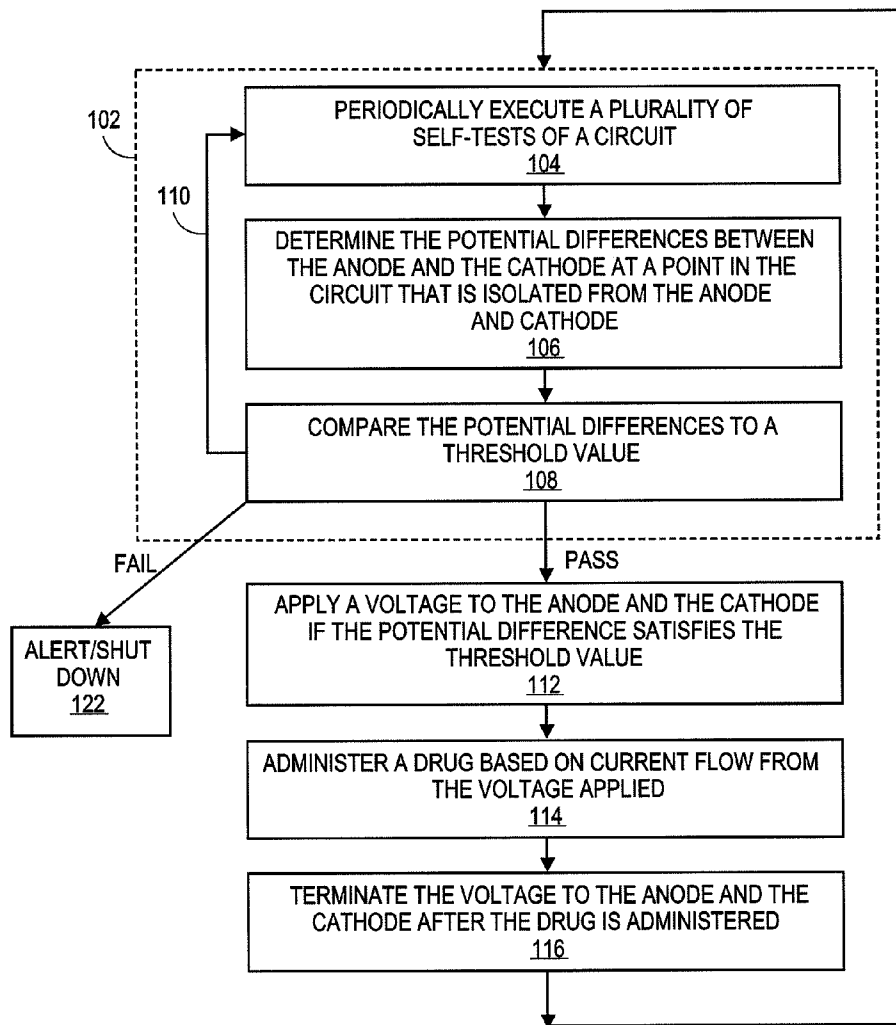 PERIODICALLY EXECUTE A PLURALITY OF
SELF-TESTS OF A CIRCUIT
104
102
110
DETERMINE THE POTENTIAL DIFFERENCES BETWEEN
THE ANODE AND THE CATHODE AT A POINT IN THE
CIRCUIT THAT IS ISOLATED FROM THE ANODE
AND CATHODE
106
COMPARE THE POTENTIAL DIFFERENCES TO A
THRESHOLD VALUE
108
FAIL
PASS
ALERT/SHUT
DOWN
122
APPLY A VOLTAGE TO THE ANODE AND THE CATHODE
IF THE POTENTIAL DIFFERENCE SATISFIES THE
THRESHOLD VALUE
112
ADMINISTER A DRUG BASED ON CURRENT FLOW FROM
THE VOLTAGE APPLIED
114
TERMINATE THE VOLTAGE TO THE ANODE AND THE
CATHODE AFTER THE DRUG IS ADMINISTERED
116